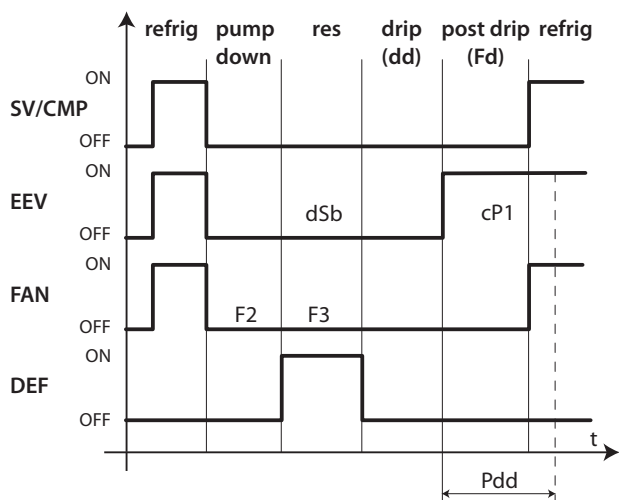 refrig pump res drip post drip refrig
down (dd) (Fd)
ON
SV/CMP
OFF
ON
EEV
dSb cP1
OFF
ON
FAN
F2 F3
OFF
ON
DEF
OFF
t
Pdd